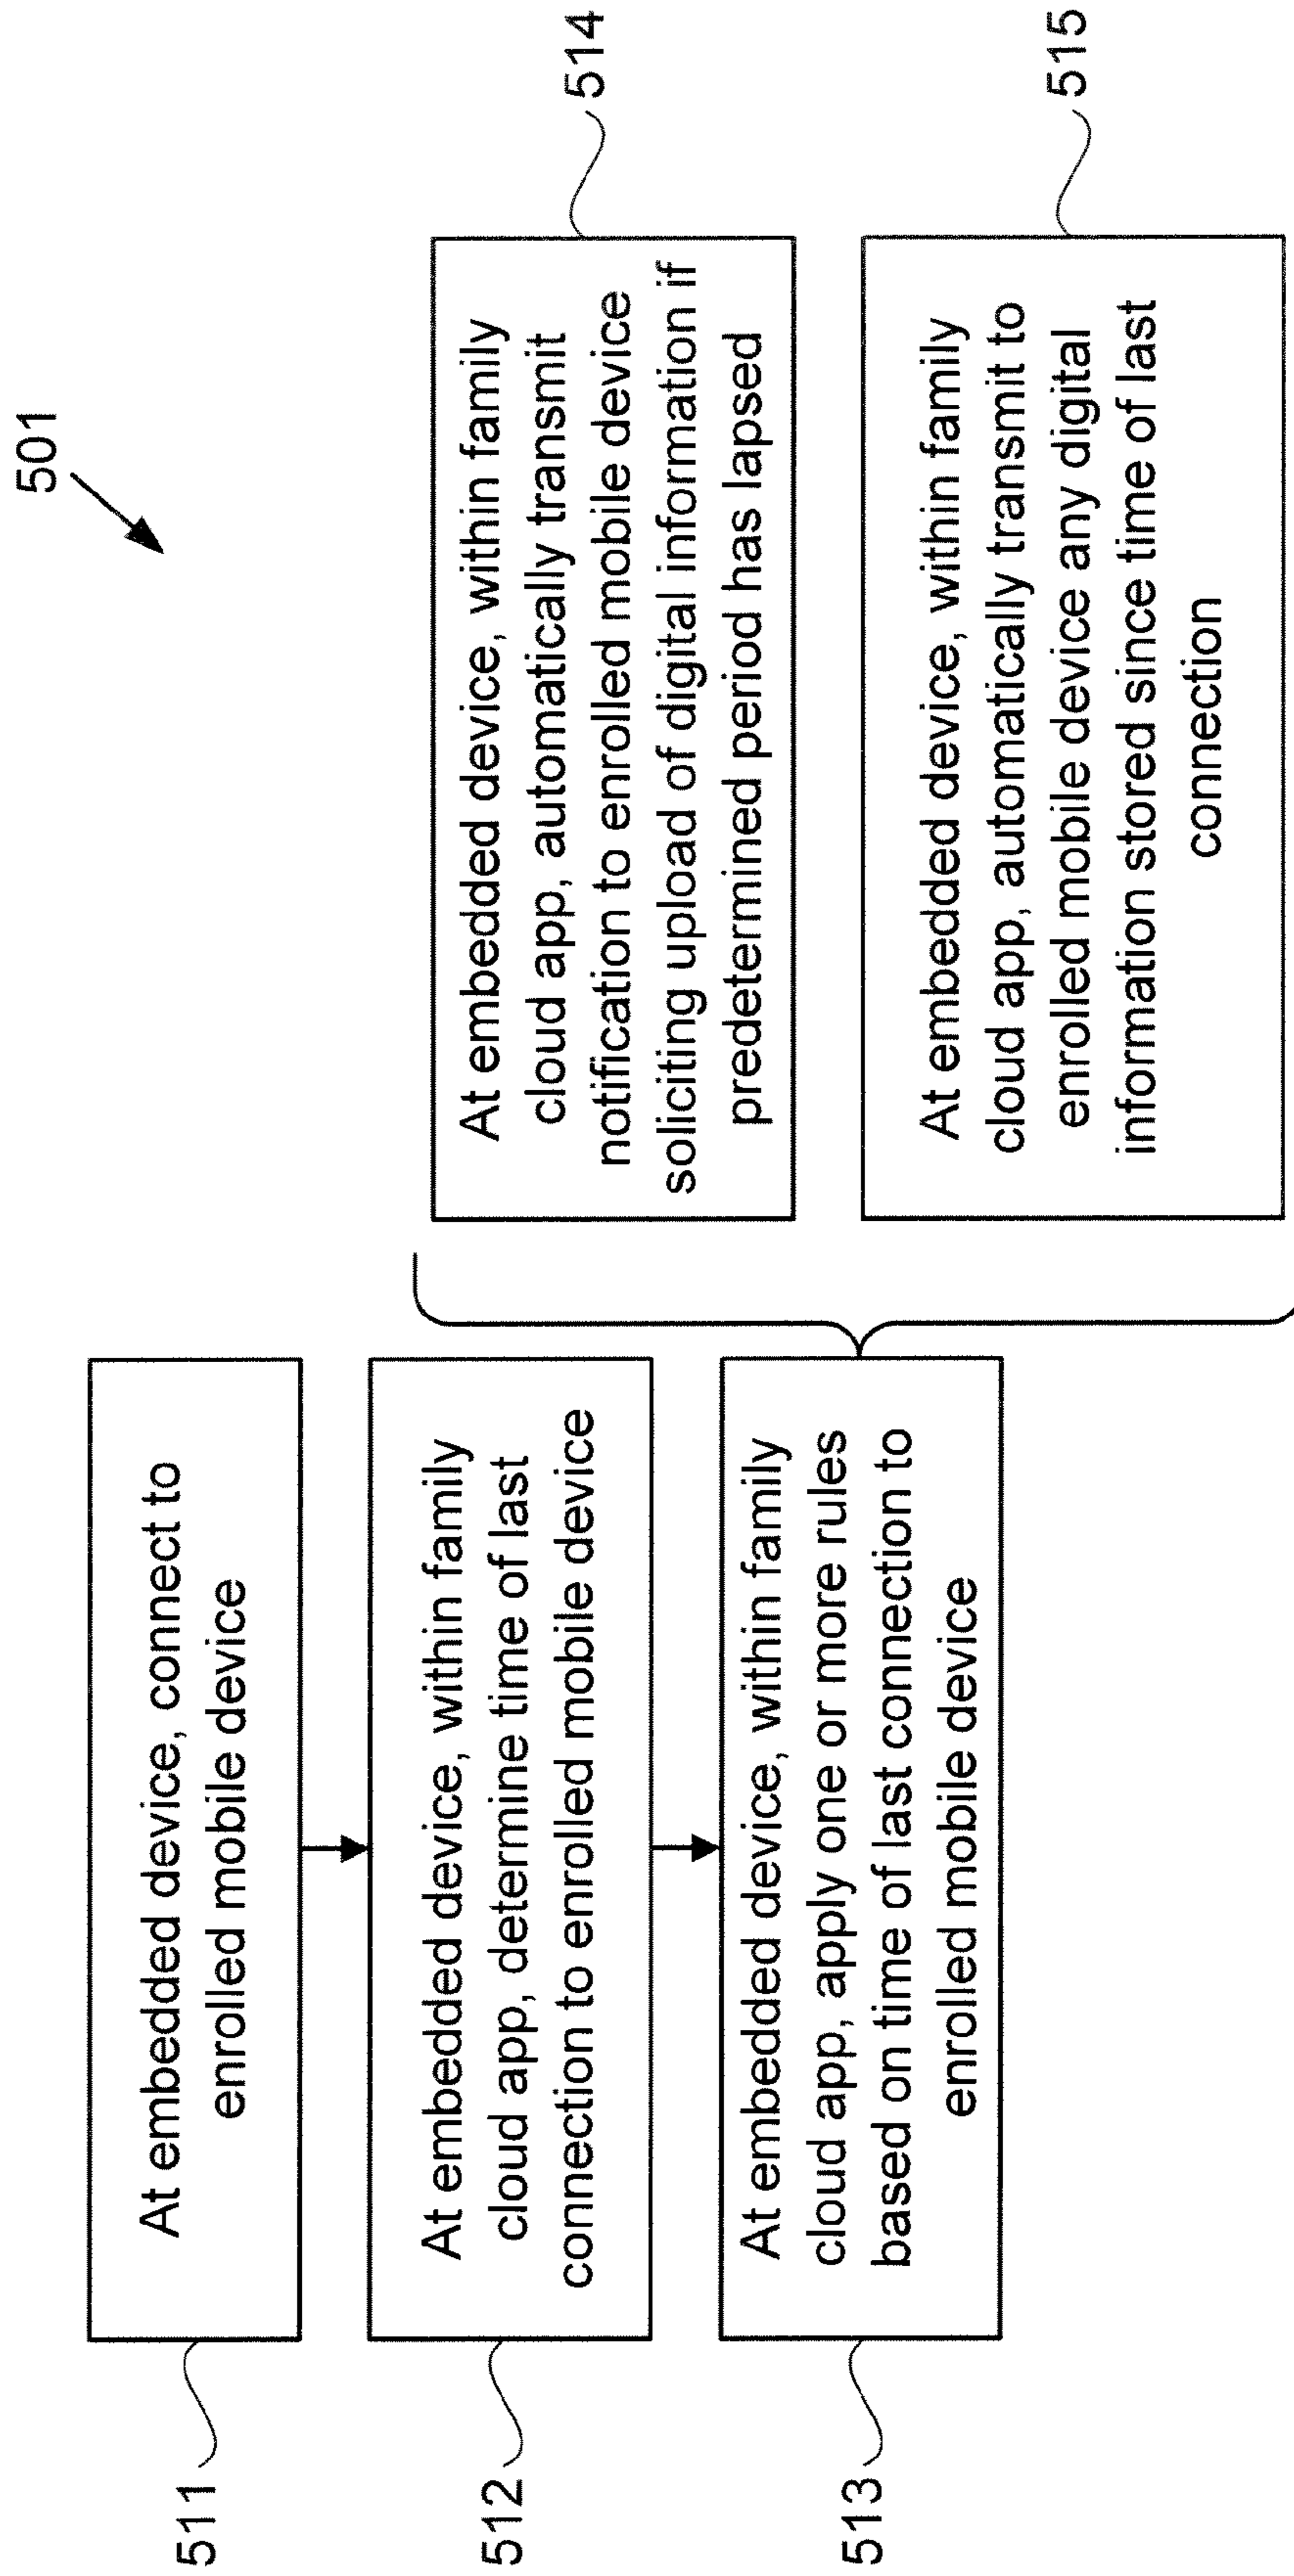 501
511
At embedded device, connect to
enrolled mobile device
512
At embedded device, within family
cloud app, determine time of last
connection to enrolled mobile device
513
At embedded device, within family
cloud app, apply one or more rules
based on time of last connection to
enrolled mobile device
At embedded device, within family
cloud app, automatically transmit
notification to enrolled mobile device
soliciting upload of digital information if
predetermined period has lapsed
514
At embedded device, within family
cloud app, automatically transmit to
enrolled mobile device any digital
information stored since time of last
connection
515